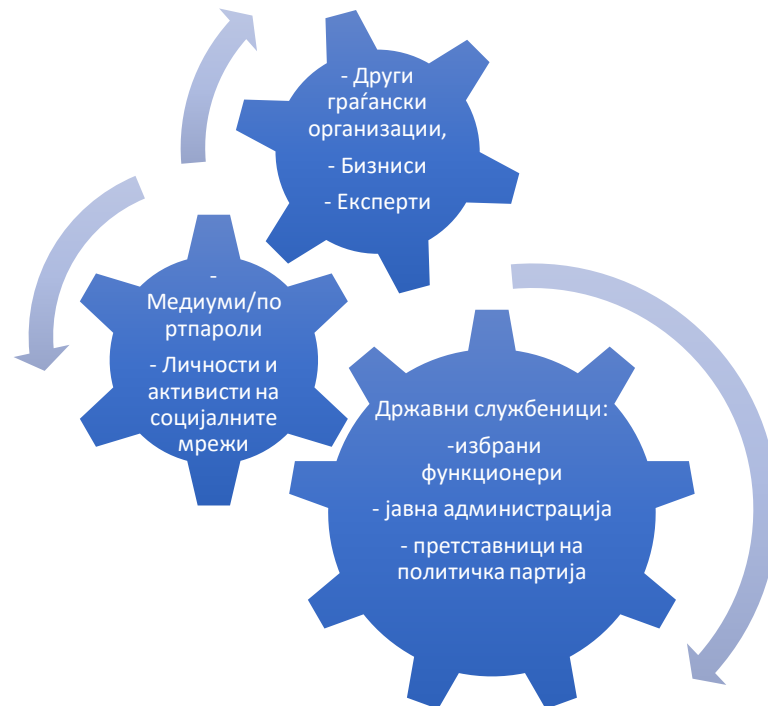 - Други
граѓански
организации,
- Бизниси
- Експерти
-
Медиуми/по
ртпароли
- Личности и
активисти на
социјалните
мрежи
Државни службеници:
-избрани
функционери
- јавна администрација
- претставници на
политичка партија